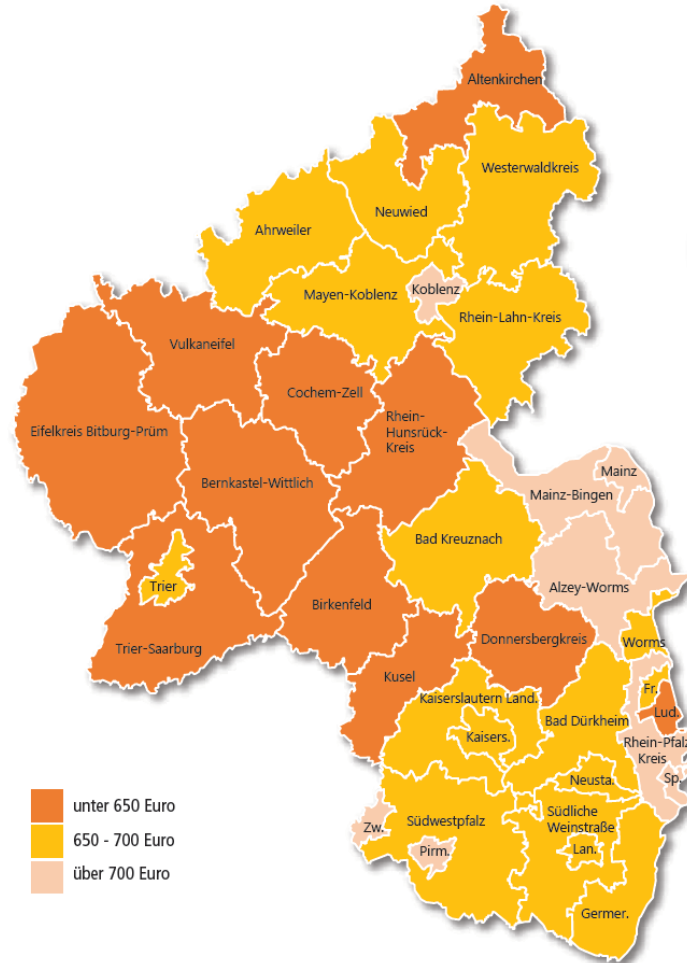 Altenkirchen
Westerwaldkreis
Neuwied
Ahrweiler
Koblenz
Mayen-Koblenz
Rhein-Lahn-Kreis
Vulkaneifel
Cochem-Zell
Rhein-
Hunsrück-
Kreis
Eifelkreis Bitburg-Prüm
Mainz
Bernkastel-Wittlich
Mainz-Bingen
Bad Kreuznach
Trier
Alzey-Worms
Birkenfeld
Donnersbergkreis
Worms
Trier-Saarburg
Kusel
Fr.
Kaiserslautern Land.
Lud.
Bad Dürkheim
Kaisers.
Rhein-Pfalz
Kreis
Neusta.
Sp.
unter 650 Euro
650 - 700 Euro
über 700 Euro
Zw.
Südwestpfalz
Südliche
Weinstraße
Pirm.
Lan.
Germer.